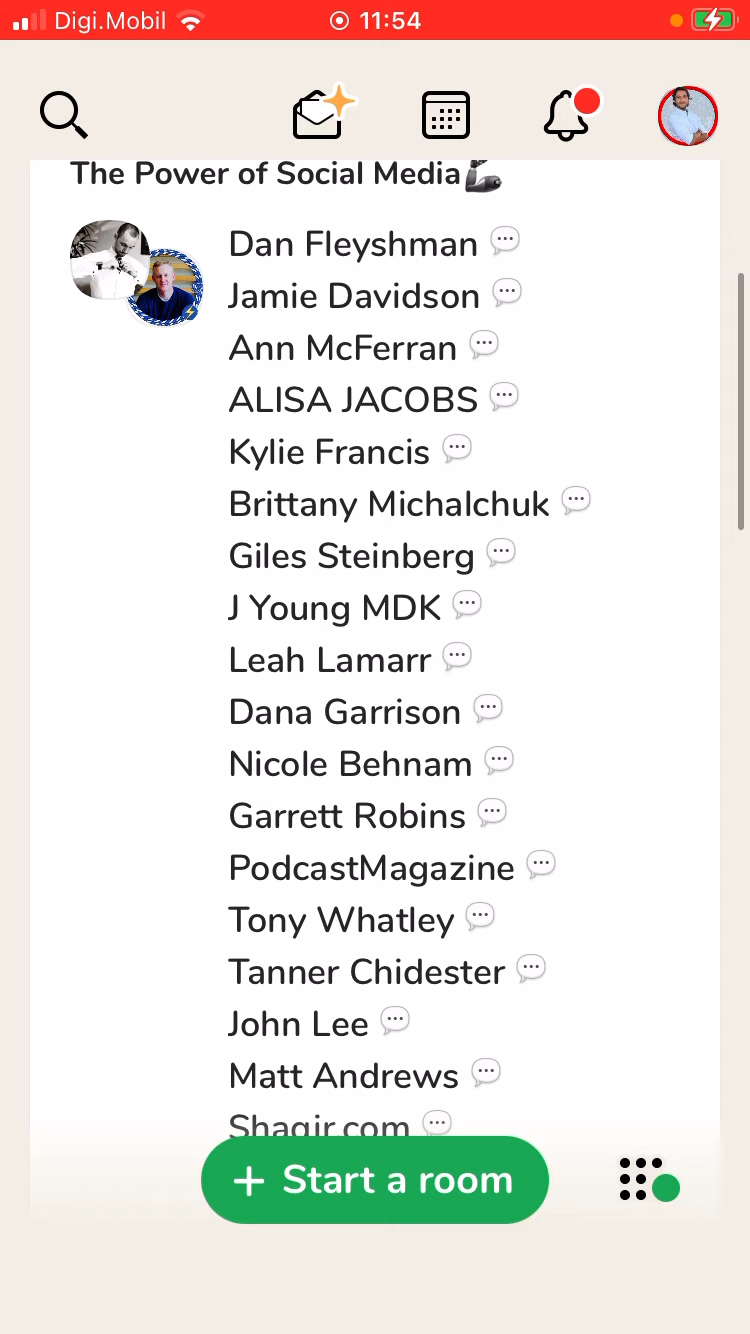 Digi.Mobil 11:54
The Power of Social Media
Dan Fleyshman
Jamie Davidson
Ann McFerran
ALISA JACOBS
Kylie Francis
Brittany Michalchuk
Giles Steinberg
J Young MDK
Leah Lamarr
Dana Garrison
Nicole Behnam
Garrett Robins
PodcastMagazine
Tony Whatley
Tanner Chidester
John Lee
Matt Andrews
+ Start a room